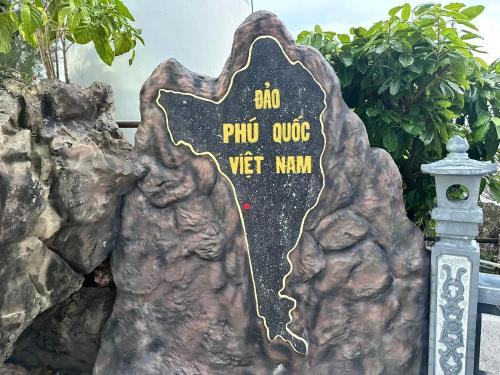 ĐẢO
PHÚ QUỐC
VIỆT NAM